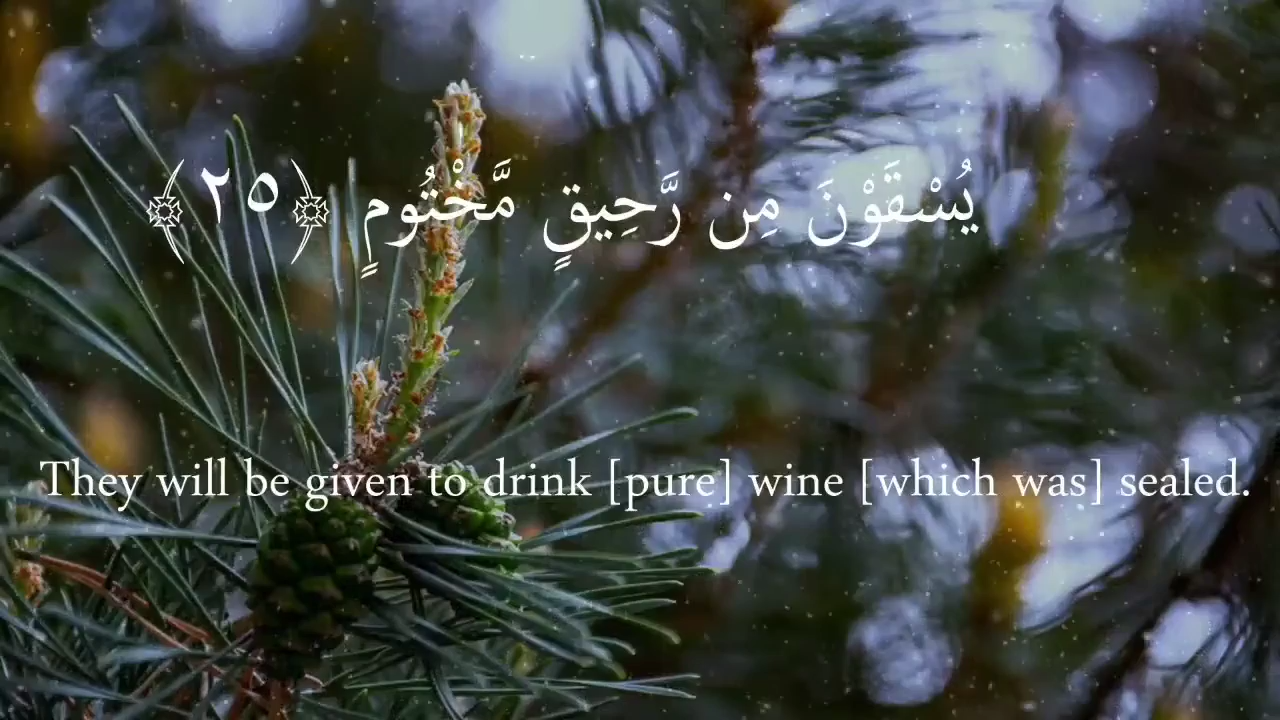 يُسْقَوْنَ مِن رَّحِيقٍ مَّخْتُومٍ ﴿٢٥﴾
They will be given to drink [pure] wine [which was] sealed.